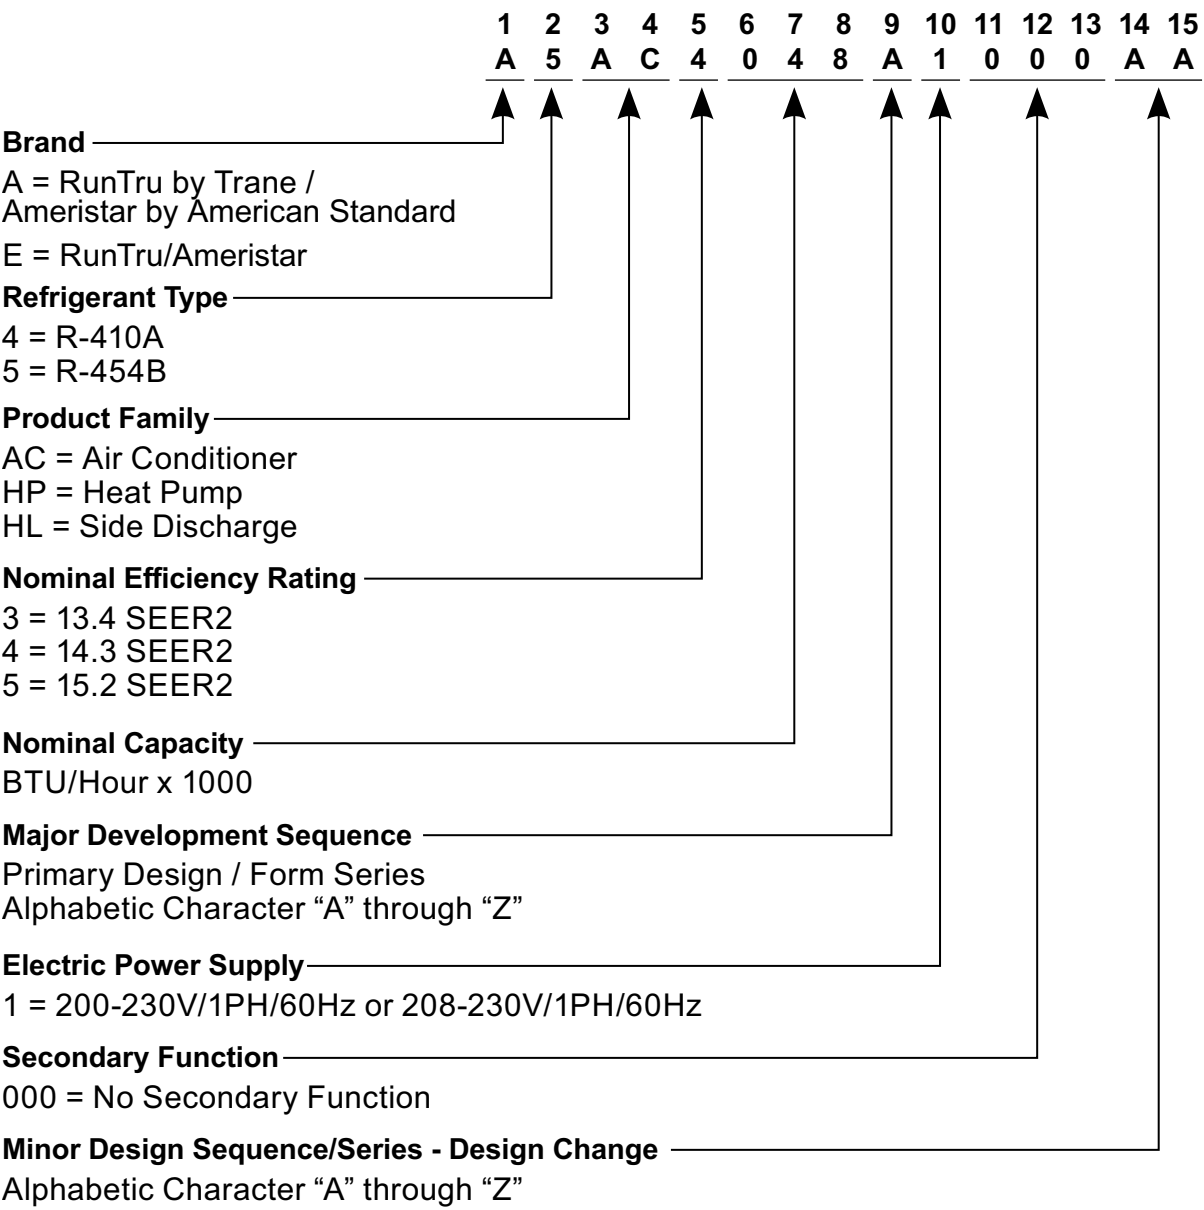 1 2 3 4 5 6 7 8 9 10 11 12 13 14 15
A 5 A C 4 0 4 8 A 1 0 0 0 A A
Brand
A = RunTru by Trane /
Ameristar by American Standard
E = RunTru/Ameristar
Refrigerant Type
4 = R-410A
5 = R-454B
Product Family
AC = Air Conditioner
HP = Heat Pump
HL = Side Discharge
Nominal Efficiency Rating
3 = 13.4 SEER2
4 = 14.3 SEER2
5 = 15.2 SEER2
Nominal Capacity
BTU/Hour x 1000
Major Development Sequence
Primary Design / Form Series
Alphabetic Character “A” through “Z”
Electric Power Supply
1 = 200-230V/1PH/60Hz or 208-230V/1PH/60Hz
Secondary Function
000 = No Secondary Function
Minor Design Sequence/Series - Design Change
Alphabetic Character “A” through “Z”